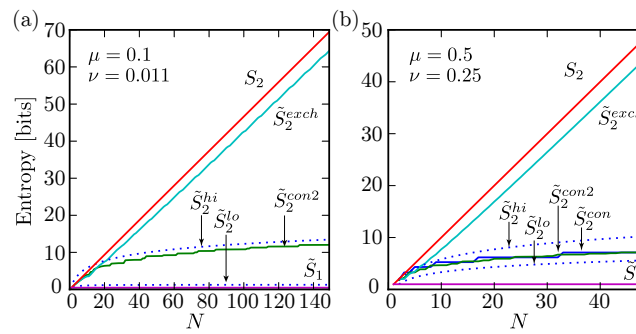 (a)
μ = 0.1
ν = 0.011
S₂
S̃₂ᵉˣᶜʰ
S̃₂ʰⁱ
S̃₂ˡᵒ
S̃₂ᶜᵒⁿ²
S̃₁
Entropy [bits]
70
60
50
40
30
20
10
0
0 20 40 60 80 100 120 140
N
(b)
μ = 0.5
ν = 0.25
S₂
S̃₂ᵉˣᶜ
S̃₂ʰⁱ
S̃₂ˡᵒ
S̃₂ᶜᵒⁿ²
S̃₂ᶜᵒⁿ
S
50
40
30
20
10
0
0 10 20 30 40
N